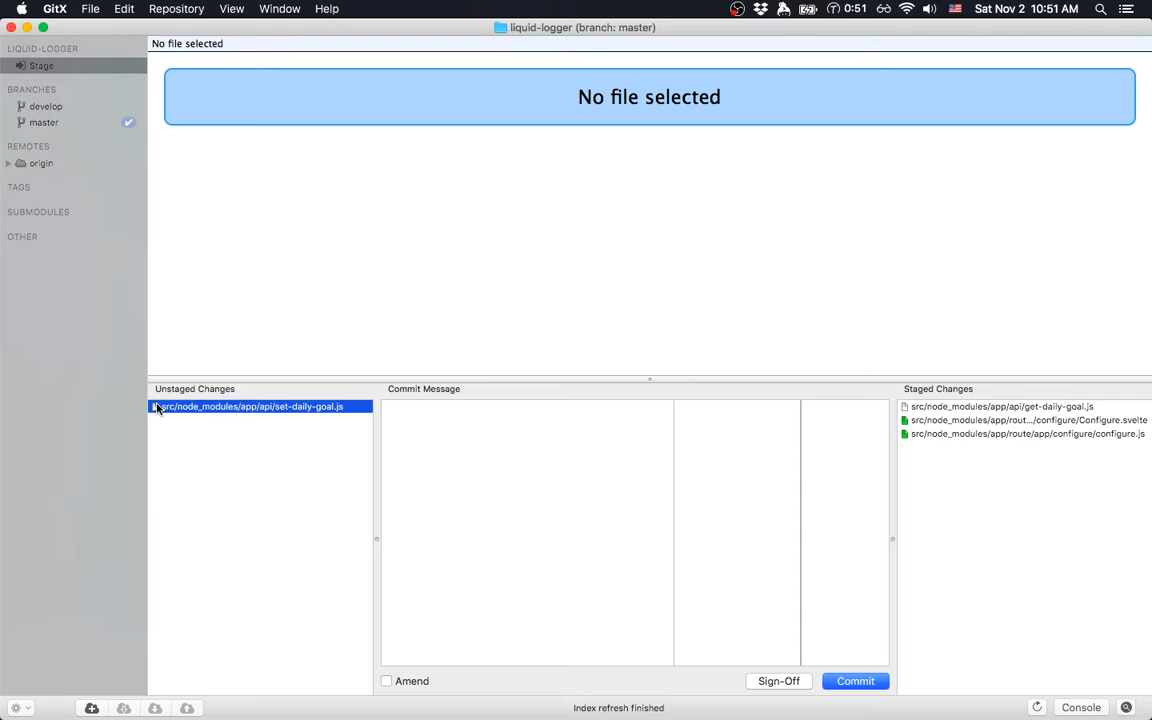 GitX File Edit View Repository Window Help 0:51 Sat Nov 2 10:51 AM
liquid-logger (branch: master)
LIQUID-LOGGER
Stage
BRANCHES
develop
master
REMOTES
origin
TAGS
SUBMODULES
OTHER
No file selected
No file selected
Unstaged Changes
src/node_modules/app/api/set-daily-goal.js
Commit Message
Amend
Sign-Off
Commit
Staged Changes
src/node_modules/app/api/get-daily-goal.js
src/node_modules/app/rout.../configure/Configure.svelte
src/node_modules/app/route/app/configure/configure.js
Index refresh finished
Console